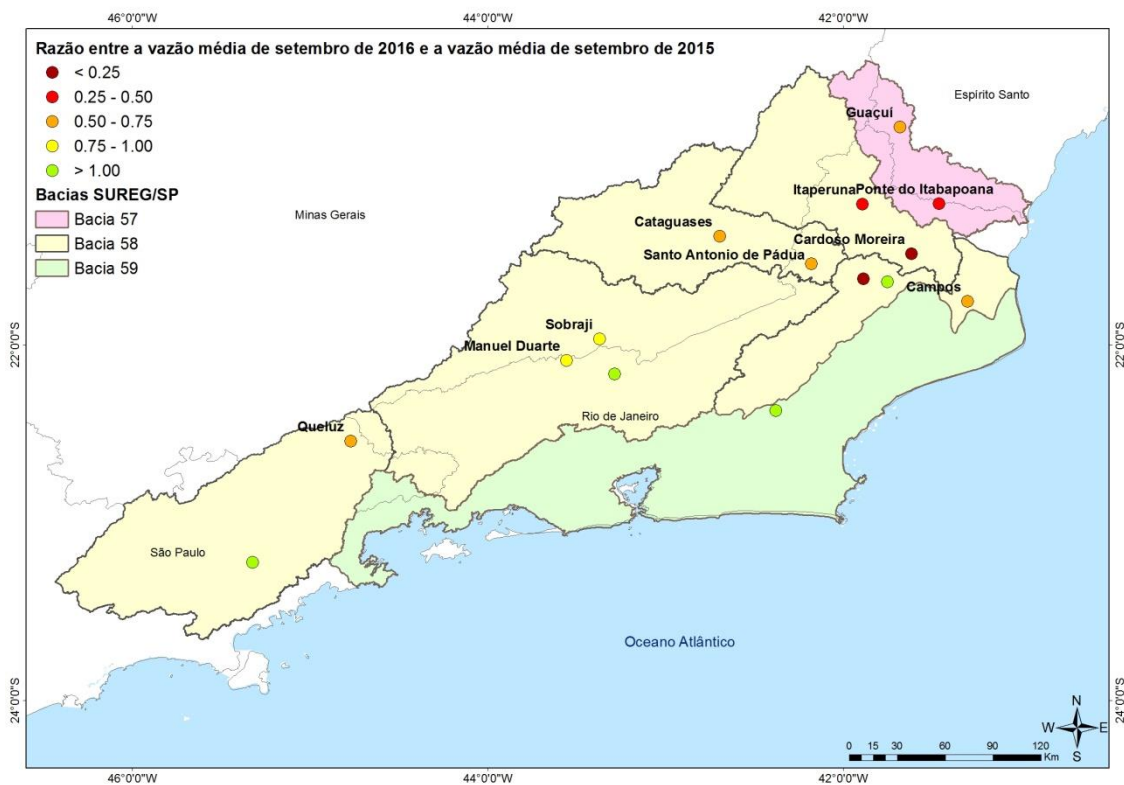 46°0'0"W
44°0'0"W
42°0'0"W
Razão entre a vazão média de setembro de 2016 e a vazão média de setembro de 2015
< 0.25
0.25 - 0.50
0.50 - 0.75
0.75 - 1.00
> 1.00
Bacias SUREG/SP
Bacia 57
Bacia 58
Bacia 59
Espírito Santo
Guaçuí
Minas Gerais
Itaperuna
Ponte do Itabapoana
Cataguases
Cardoso Moreira
Santo Antonio de Pádua
Campos
Sobraji
Manuel Duarte
22°0'0"S
22°0'0"S
Rio de Janeiro
Queluz
São Paulo
Oceano Atlântico
24°0'0"S
24°0'0"S
N
W
E
S
0 15 30 60 90 120
Km
46°0'0"W
44°0'0"W
42°0'0"W